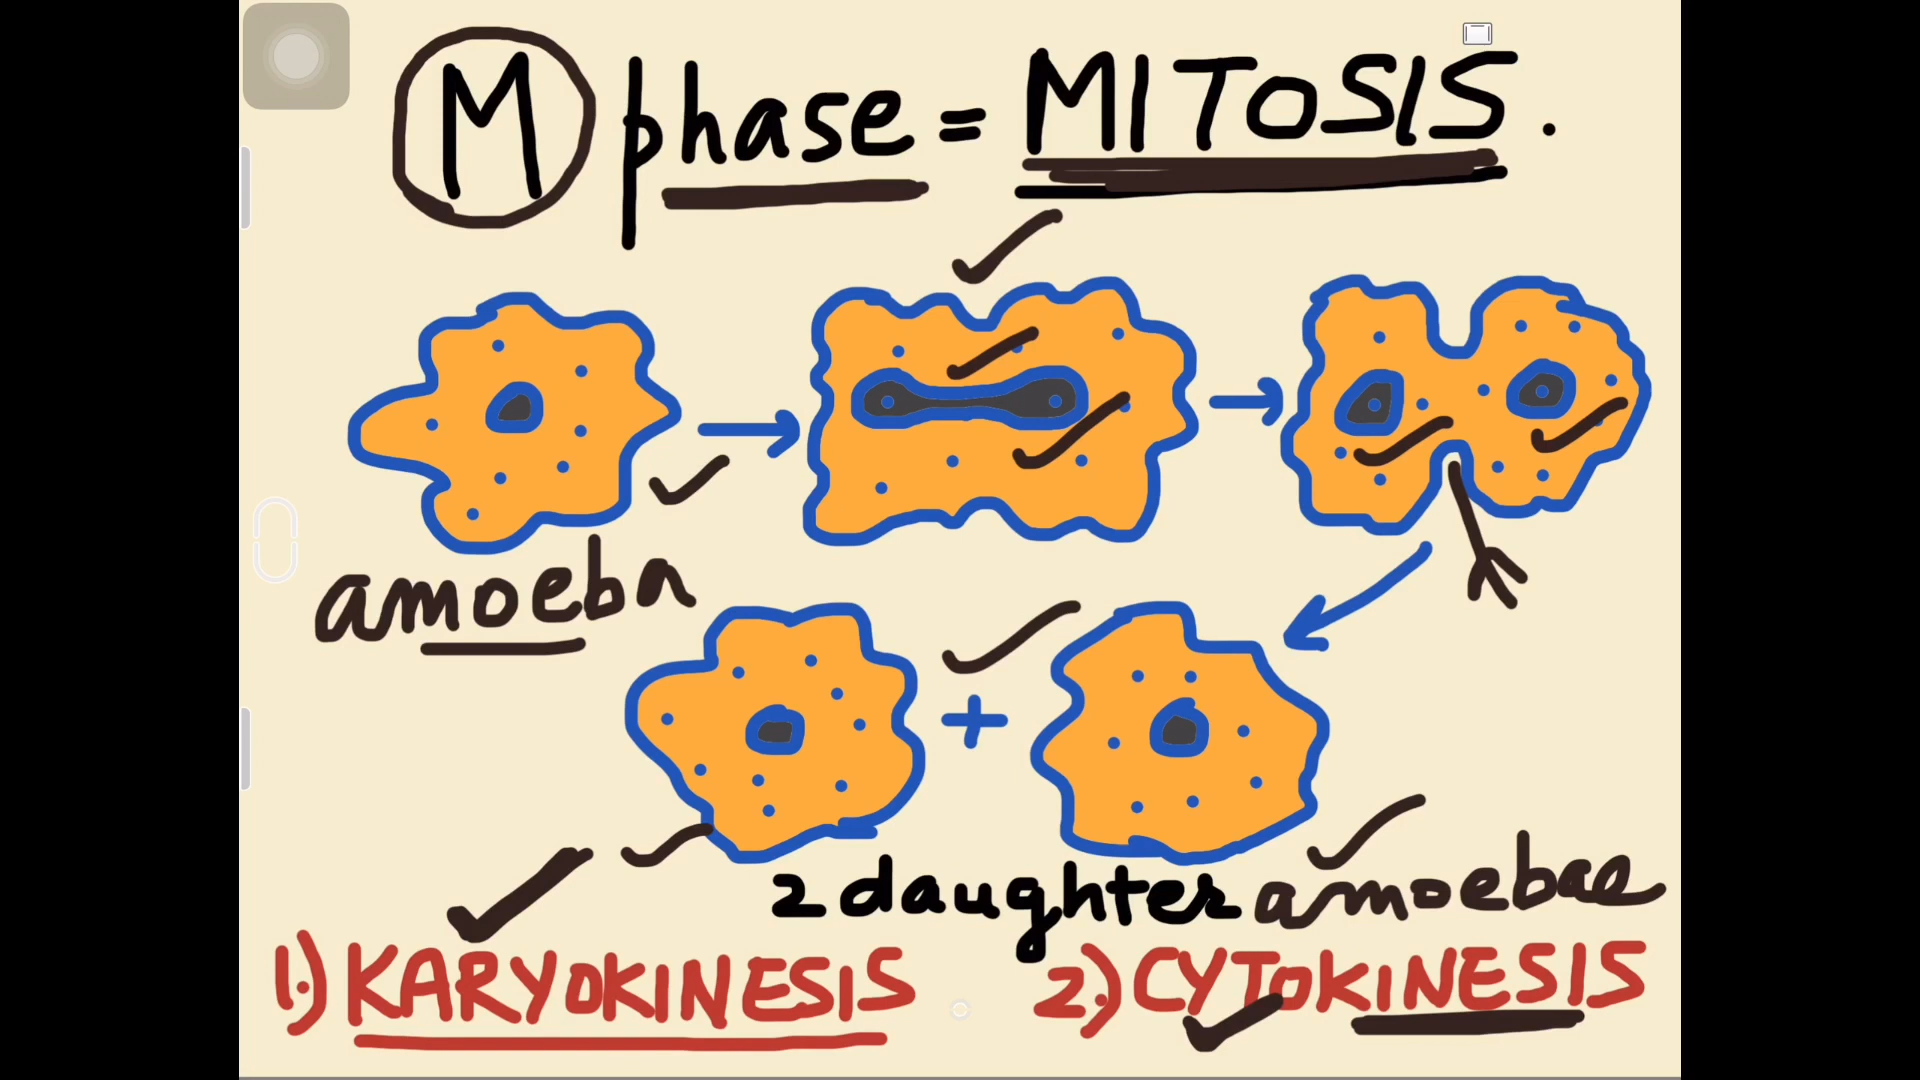 M phase = MITOSIS.
amoeba
2 daughter amoebae
1.) KARYOKINESIS 2.) CYTOKINESIS